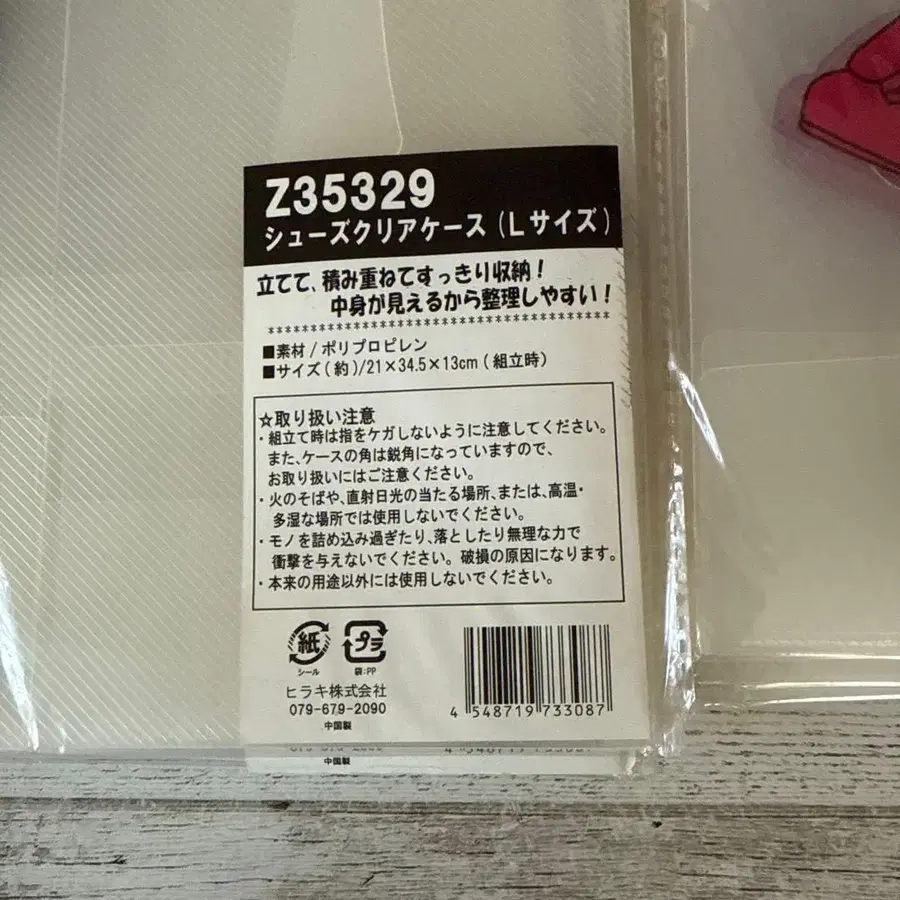 Z35329
シューズクリアケース(Lサイズ)
立てて、積み重ねてすっきり収納!
中身が見えるから整理しやすい!
****************************************
■素材/ポリプロピレン
■サイズ(約)/21×34.5×13cm(組立時)
☆取り扱い注意
・組立て時は指をケガしないように注意してください。
また、ケースの角は鋭角になっていますので、
お取り扱いにはご注意ください。
・火のそばや、直射日光の当たる場所、または、高温・
多湿な場所では使用しないでください。
・モノを詰め込み過ぎたり、落としたり無理な力で
衝撃を与えないでください。破損の原因になります。
・本来の用途以外には使用しないでください。
紙 プラ
シール 袋:PP
ヒラキ株式会社
079-679-2090
中国製
4 548719 733087
079-679-2090 4 548719 733087
中国製